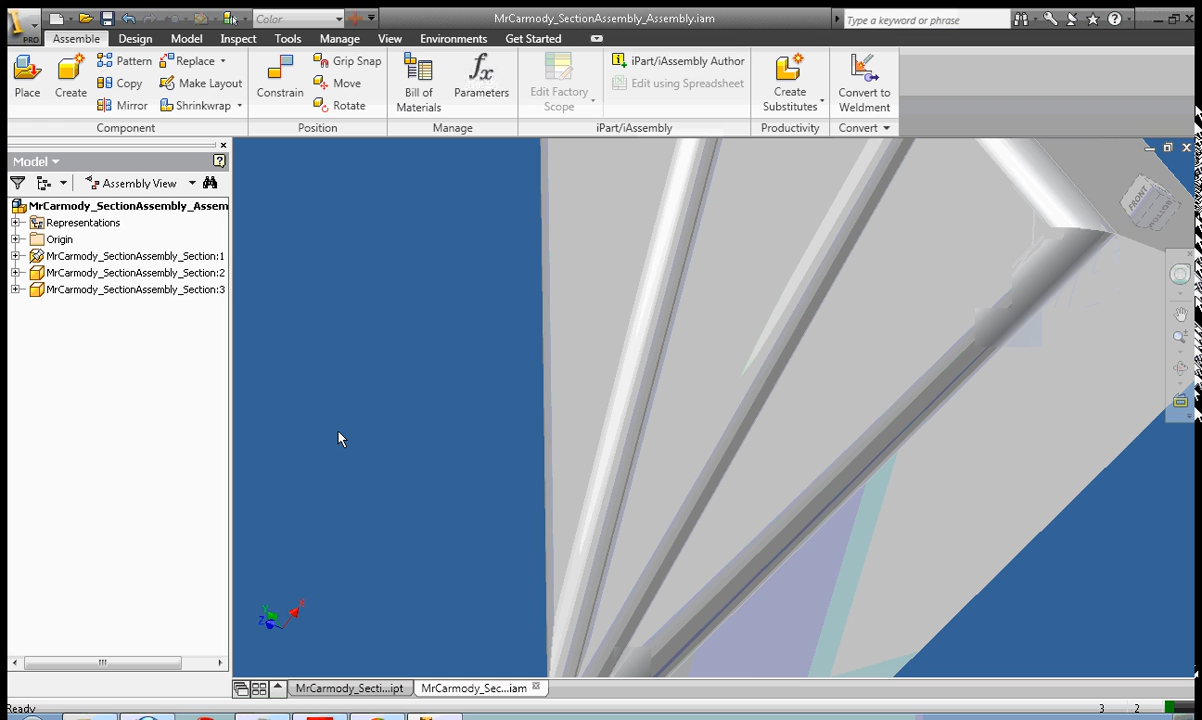 Color
MrCarmody_SectionAssembly_Assembly.iam
Type a keyword or phrase
PRO
Assemble Design Model Inspect Tools Manage View Environments Get Started
Place
Create
Pattern
Copy
Mirror
Replace
Make Layout
Shrinkwrap
Component
Constrain
Grip Snap
Move
Rotate
Position
Bill of
Materials
fx
Parameters
Manage
Edit Factory
Scope
iPart/iAssembly Author
Edit using Spreadsheet
iPart/iAssembly
Create
Substitutes
Productivity
Convert to
Weldment
Convert
Model
Assembly View
MrCarmody_SectionAssembly_Assem
Representations
Origin
MrCarmody_SectionAssembly_Section:1
MrCarmody_SectionAssembly_Section:2
MrCarmody_SectionAssembly_Section:3
FRONT
BOTTOM
Y
X
Z
MrCarmody_Secti...ipt
MrCarmody_Sec...iam
Ready
3 2